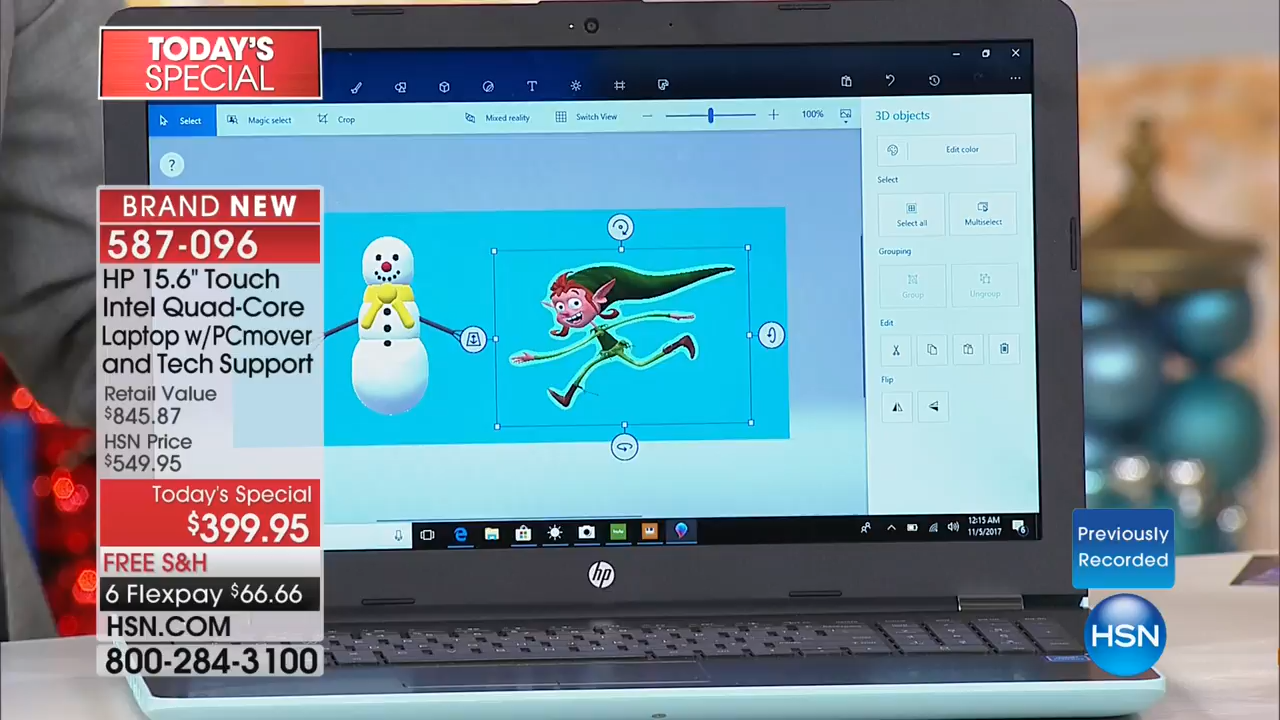 TODAY'S
SPECIAL
BRAND NEW
587-096
HP 15.6" Touch
Intel Quad-Core
Laptop w/PCmover
and Tech Support
Retail Value
$845.87
HSN Price
$549.95
Today's Special
$399.95
FREE S&H
6 Flexpay $66.66
HSN.COM
800-284-3100
Select
Magic select
Crop
Mixed reality
Switch View
100%
?
3D objects
Edit color
Select
Select all
Multiselect
Grouping
Group
Ungroup
Edit
Flip
T
hulu
12:15 AM
11/5/2017
6
hp
Previously
Recorded
HSN